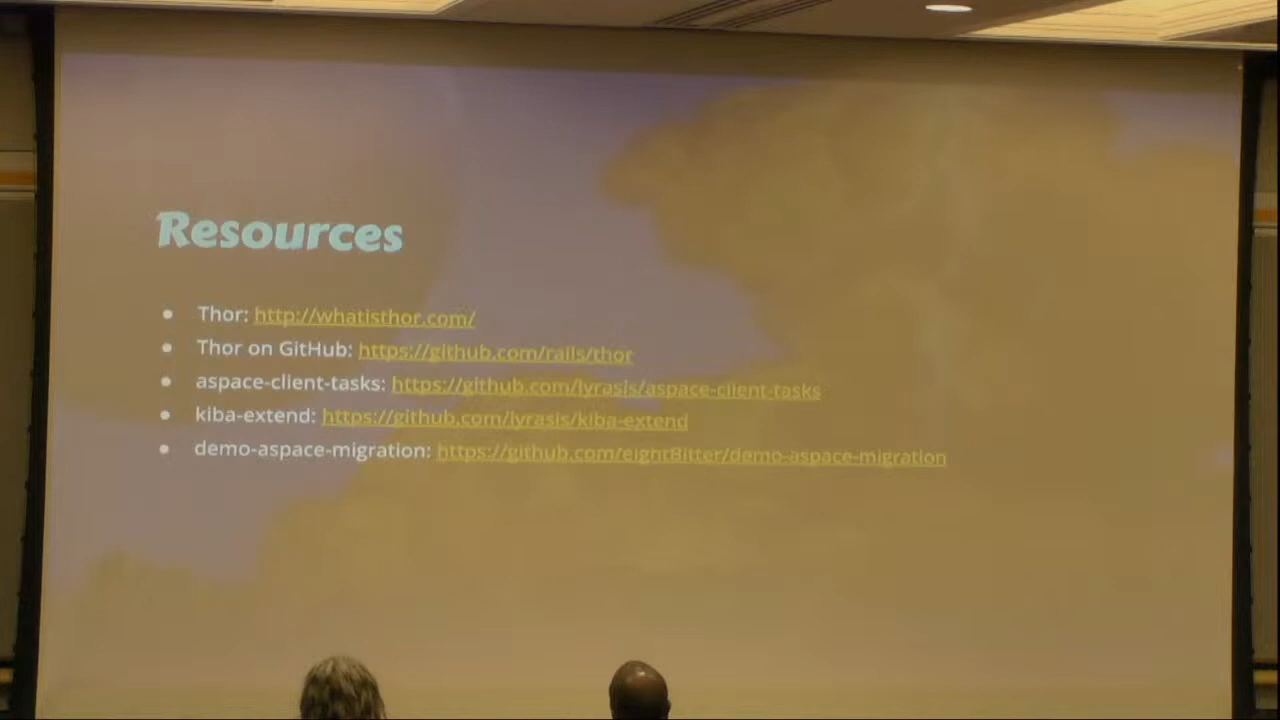 Resources
• Thor: http://whatisthor.com/
• Thor on GitHub: https://github.com/rails/thor
• aspace-client-tasks: https://github.com/lyrasis/aspace-client-tasks
• kiba-extend: https://github.com/lyrasis/kiba-extend
• demo-aspace-migration: https://github.com/eightBitter/demo-aspace-migration